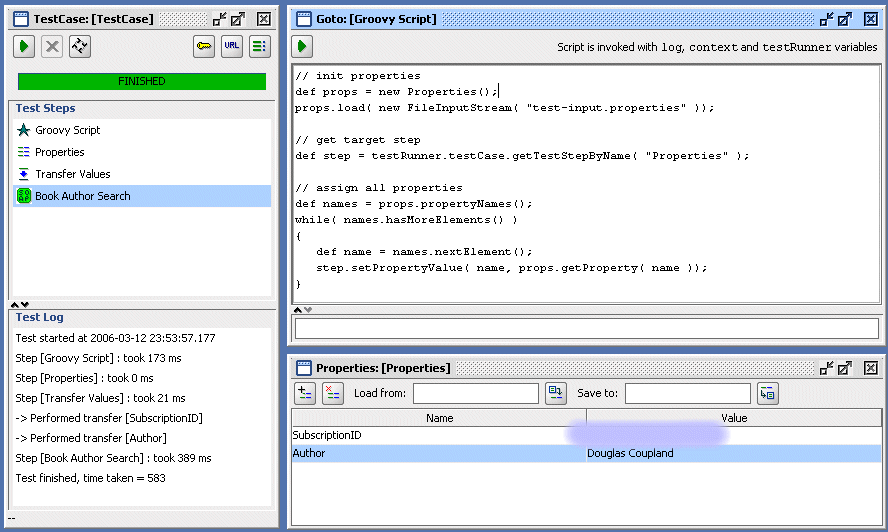 TestCase: [TestCase]
URL
FINISHED
Test Steps
Groovy Script
Properties
Transfer Values
Book Author Search
Test Log
Test started at 2006-03-12 23:53:57.177
Step [Groovy Script] : took 173 ms
Step [Properties] : took 0 ms
Step [Transfer Values] : took 21 ms
-> Performed transfer [SubscriptionID]
-> Performed transfer [Author]
Step [Book Author Search] : took 389 ms
Test finished, time taken = 583
--
Goto: [Groovy Script]
Script is invoked with log, context and testRunner variables
// init properties
def props = new Properties();
props.load( new FileInputStream( "test-input.properties" ));
// get target step
def step = testRunner.testCase.getTestStepByName( "Properties" );
// assign all properties
def names = props.propertyNames();
while( names.hasMoreElements() )
{
def name = names.nextElement();
step.setPropertyValue( name, props.getProperty( name ));
}
Properties: [Properties]
Load from: Save to:
Name Value
SubscriptionID
Author Douglas Coupland